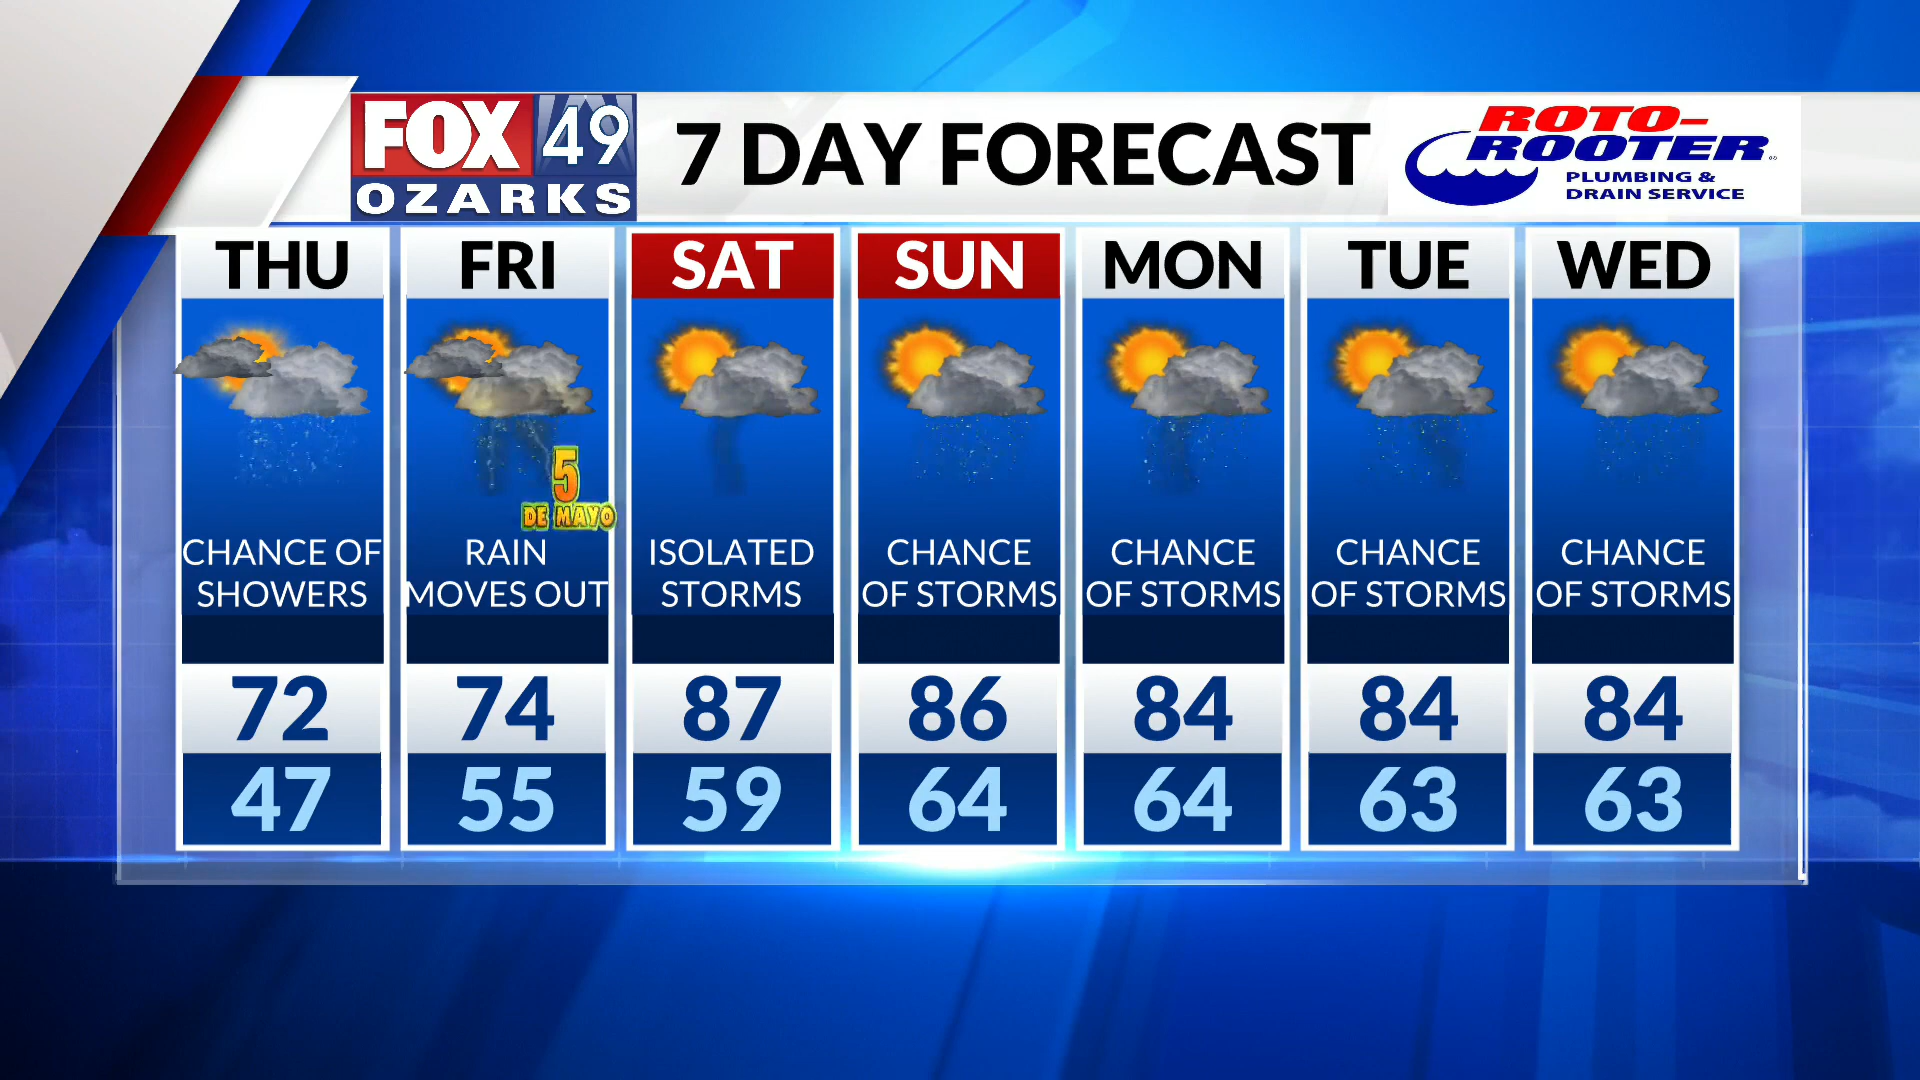 FOX 49
OZARKS
7 DAY FORECAST
ROTO-
ROOTER
PLUMBING &
DRAIN SERVICE
THU
CHANCE OF
SHOWERS
72
47
FRI
5
DE MAYO
RAIN
MOVES OUT
74
55
SAT
ISOLATED
STORMS
87
59
SUN
CHANCE
OF STORMS
86
64
MON
CHANCE
OF STORMS
84
64
TUE
CHANCE
OF STORMS
84
63
WED
CHANCE
OF STORMS
84
63